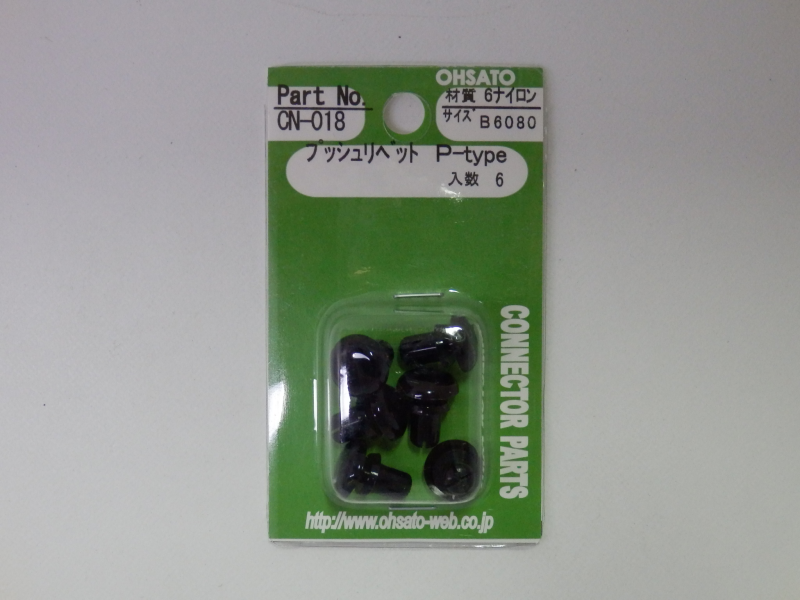 OHSATO
Part No.
CN-018
材質 6ナイロン
サイズ B6080
プッシュリベット P-type
入数 6
CONNECTOR PARTS
http://www.ohsato-web.co.jp